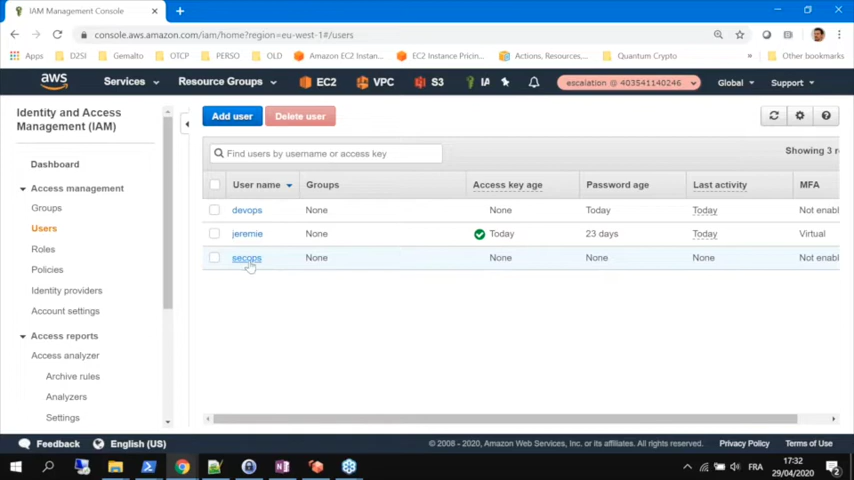 IAM Management Console
console.aws.amazon.com/iam/home?region=eu-west-1#/users
Apps D2SI Gemalto OTCP PERSO OLD Amazon EC2 Instan... EC2 Instance Pricin... Actions, Resources,... Quantum Crypto Other bookmarks
aws Services Resource Groups EC2 VPC S3 IA escalation @ 403541140246 Global Support
Identity and Access Management (IAM)
Dashboard
Access management
Groups
Users
Roles
Policies
Identity providers
Account settings
Access reports
Access analyzer
Archive rules
Analyzers
Settings
Add user Delete user
Find users by username or access key
Showing 3 r
User name Groups Access key age Password age Last activity MFA
devops None None Today Today Not enabl
jeremie None Today 23 days Today Virtual
secops None None None None Not enabl
Feedback English (US) © 2008 - 2020, Amazon Web Services, Inc. or its affiliates. All rights reserved. Privacy Policy Terms of Use
FRA 17:32
29/04/2020
2